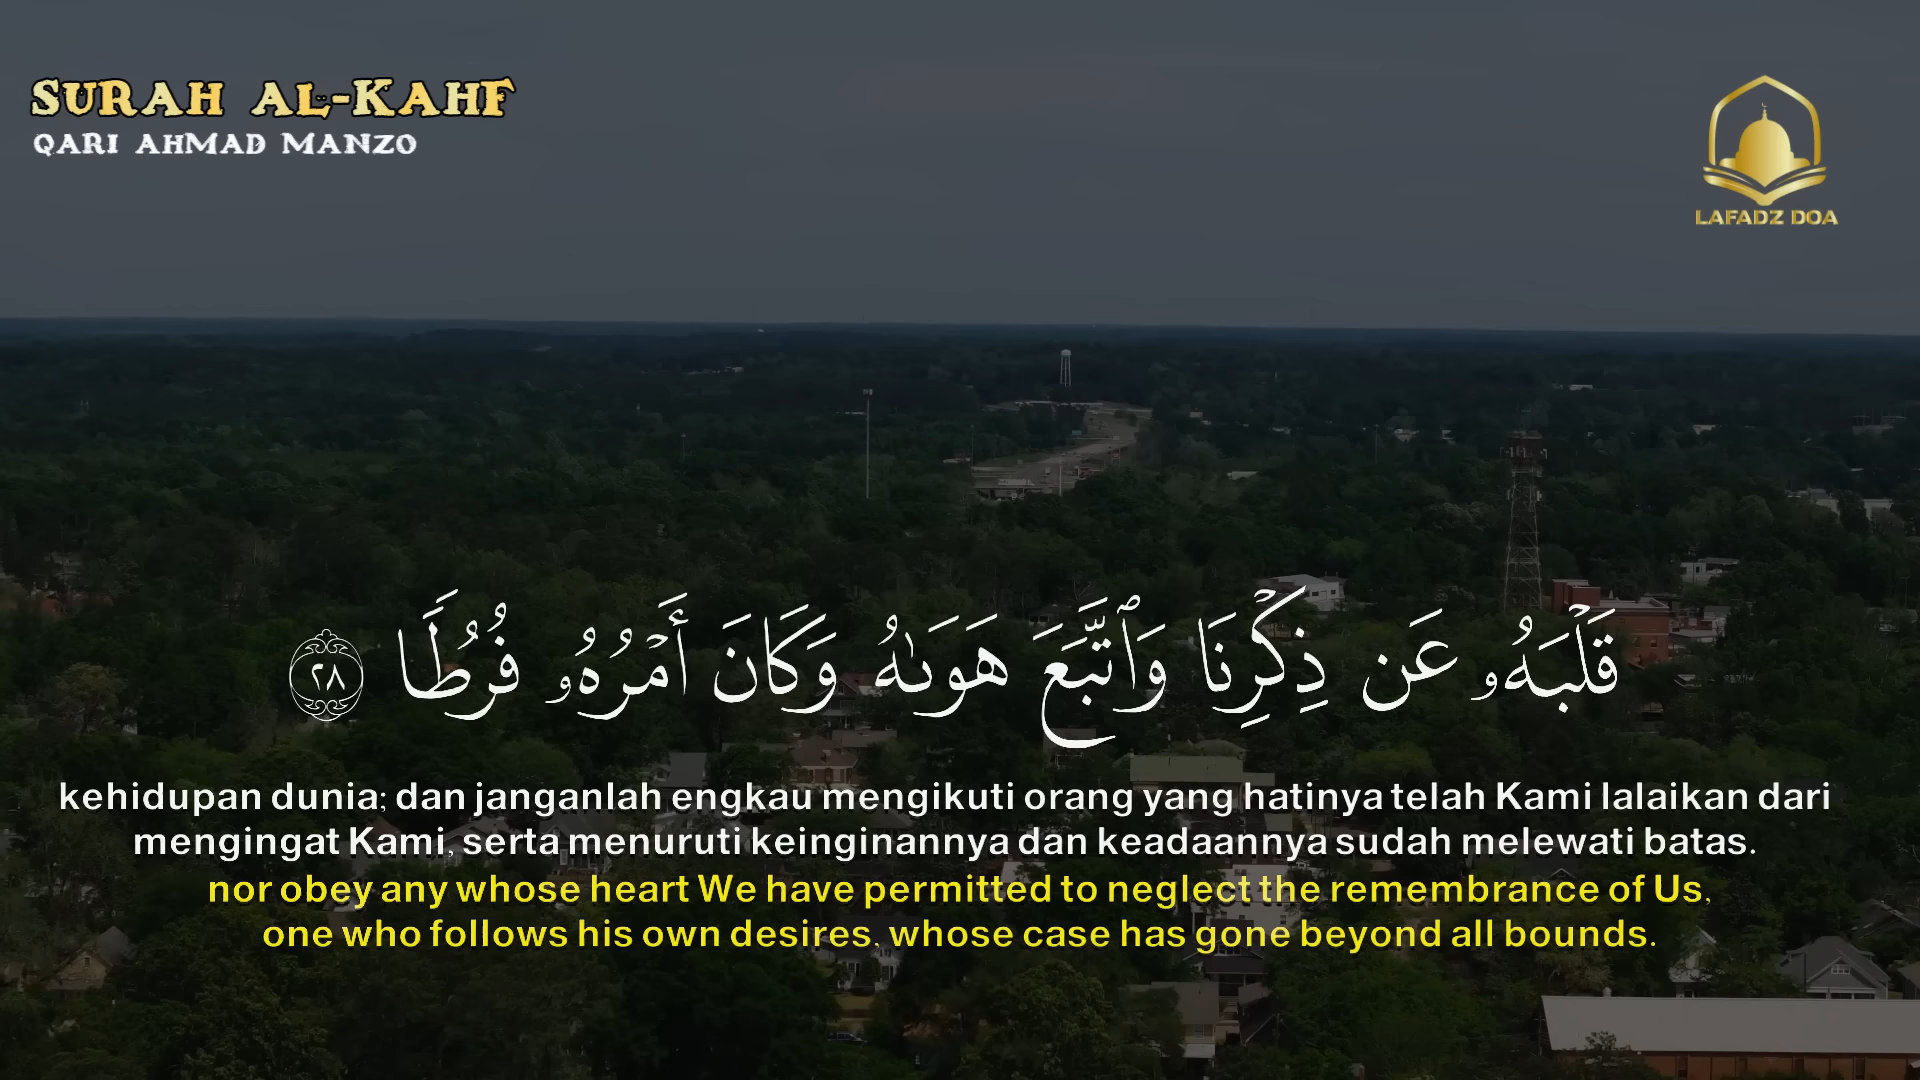 SURAH AL-KAHF
QARI AHMAD MANZO
LAFADZ DOA
قَلْبَهُۥ عَن ذِكْرِنَا وَٱتَّبَعَ هَوَىٰهُ وَكَانَ أَمْرُهُۥ فُرُطًا ٢٨
kehidupan dunia; dan janganlah engkau mengikuti orang yang hatinya telah Kami lalaikan dari
mengingat Kami, serta menuruti keinginannya dan keadaannya sudah melewati batas.
nor obey any whose heart We have permitted to neglect the remembrance of Us,
one who follows his own desires, whose case has gone beyond all bounds.